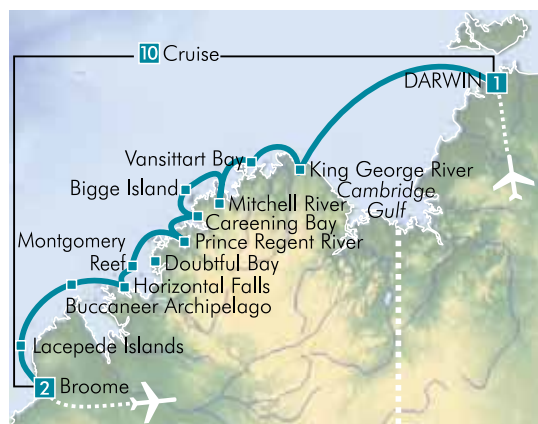 10 Cruise
DARWIN 1
Vansittart Bay
King George River
Cambridge
Gulf
Bigge Island
Mitchell River
Careening Bay
Montgomery
Reef
Prince Regent River
Doubtful Bay
Horizontal Falls
Buccaneer Archipelago
Lacepede Islands
2 Broome